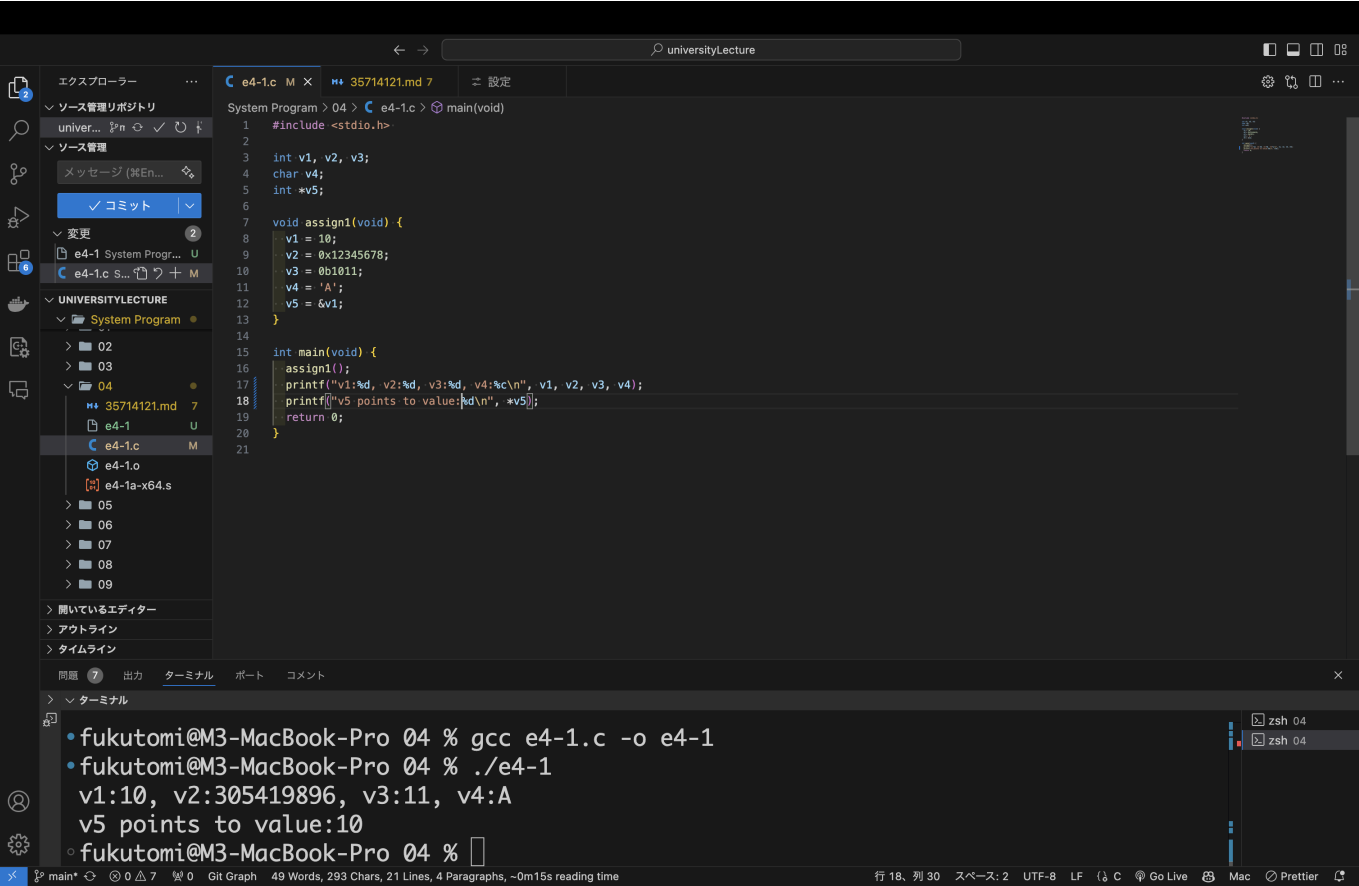 universityLecture
エクスプローラー ...
ソース管理リポジトリ
univer... n
ソース管理
メッセージ (⌘En...
コミット
変更 2
e4-1 System Progr... U
e4-1.c S... M
UNIVERSITYLECTURE
System Program
02
03
04
35714121.md 7
e4-1 U
e4-1.c M
e4-1.o
e4-1a-x64.s
05
06
07
08
09
開いているエディター
アウトライン
タイムライン
2
6
e4-1.c M × 35714121.md 7 設定
System Program > 04 > C e4-1.c > main(void)
1 #include <stdio.h>
2
3 int v1, v2, v3;
4 char v4;
5 int *v5;
6
7 void assign1(void) {
8 v1 = 10;
9 v2 = 0x12345678;
10 v3 = 0b1011;
11 v4 = 'A';
12 v5 = &v1;
13 }
14
15 int main(void) {
16 assign1();
17 printf("v1:%d, v2:%d, v3:%d, v4:%c\n", v1, v2, v3, v4);
18 printf("v5 points to value:%d\n", *v5);
19 return 0;
20 }
21
問題 7 出力 ターミナル ポート コメント
ターミナル
fukutomi@M3-MacBook-Pro 04 % gcc e4-1.c -o e4-1
fukutomi@M3-MacBook-Pro 04 % ./e4-1
v1:10, v2:305419896, v3:11, v4:A
v5 points to value:10
fukutomi@M3-MacBook-Pro 04 %
zsh 04
zsh 04
main* 0 7 0 Git Graph 49 Words, 293 Chars, 21 Lines, 4 Paragraphs, ~0m15s reading time 行 18、列 30 スペース: 2 UTF-8 LF C Go Live Mac Prettier